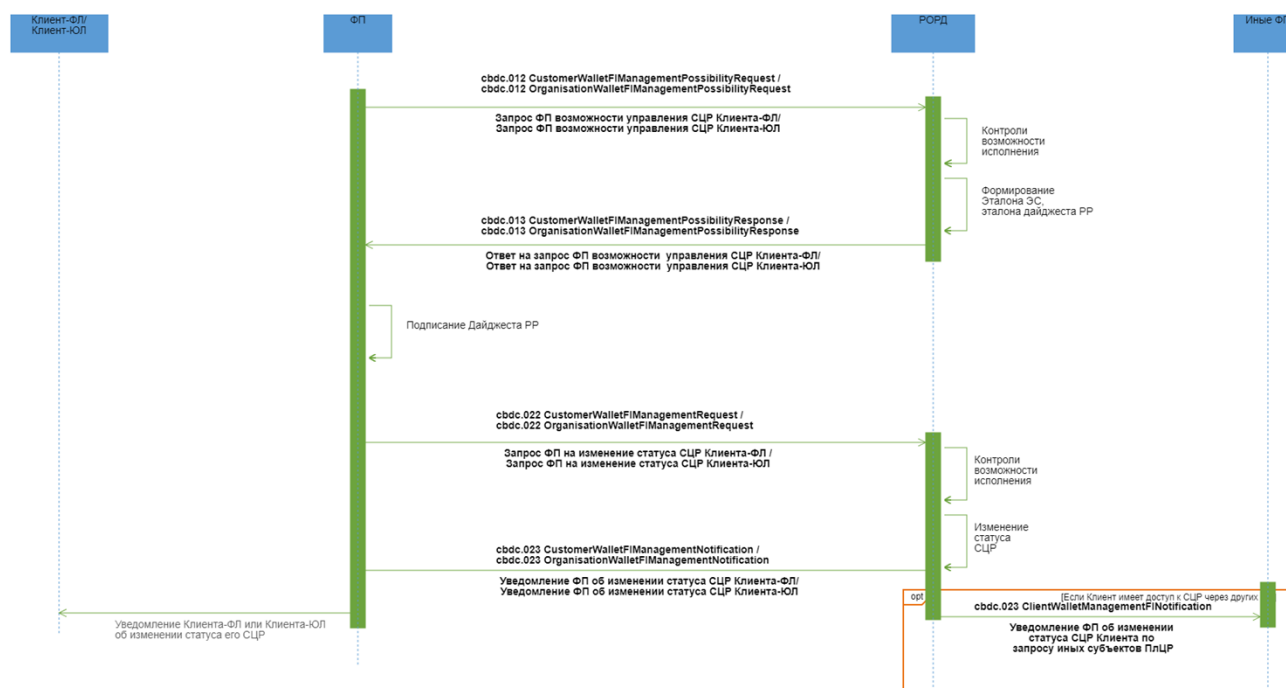 Клиент-ФЛ/
Клиент-ЮЛ
ФП
РОРД
Иные ФП
cbdc.012 CustomerWalletFIManagementPossibilityRequest /
cbdc.012 OrganisationWalletFIManagementPossibilityRequest
Запрос ФП возможности управления СЦР Клиента-ФЛ/
Запрос ФП возможности управления СЦР Клиента-ЮЛ
Контроли
возможности
исполнения
Формирование
Эталона ЭС,
эталона дайджеста РР
cbdc.013 CustomerWalletFIManagementPossibilityResponse /
cbdc.013 OrganisationWalletFIManagementPossibilityResponse
Ответ на запрос ФП возможности управления СЦР Клиента-ФЛ/
Ответ на запрос ФП возможности управления СЦР Клиента-ЮЛ
Подписание Дайджеста РР
cbdc.022 CustomerWalletFIManagementRequest /
cbdc.022 OrganisationWalletFIManagementRequest
Запрос ФП на изменение статуса СЦР Клиента-ФЛ /
Запрос ФП на изменение статуса СЦР Клиента-ЮЛ
Контроли
возможности
исполнения
Изменение
статуса
СЦР
cbdc.023 CustomerWalletFIManagementNotification /
cbdc.023 OrganisationWalletFIManagementNotification
Уведомление ФП об изменении статуса СЦР Клиента-ФЛ/
Уведомление ФП об изменении статуса СЦР Клиента-ЮЛ
opt
[Если Клиент имеет доступ к СЦР через других
cbdc.023 ClientWalletManagementFINotification
Уведомление ФП об изменении
статуса СЦР Клиента по
запросу иных субъектов ПлЦР
Уведомление Клиента-ФЛ или Клиента-ЮЛ
об изменении статуса его СЦР